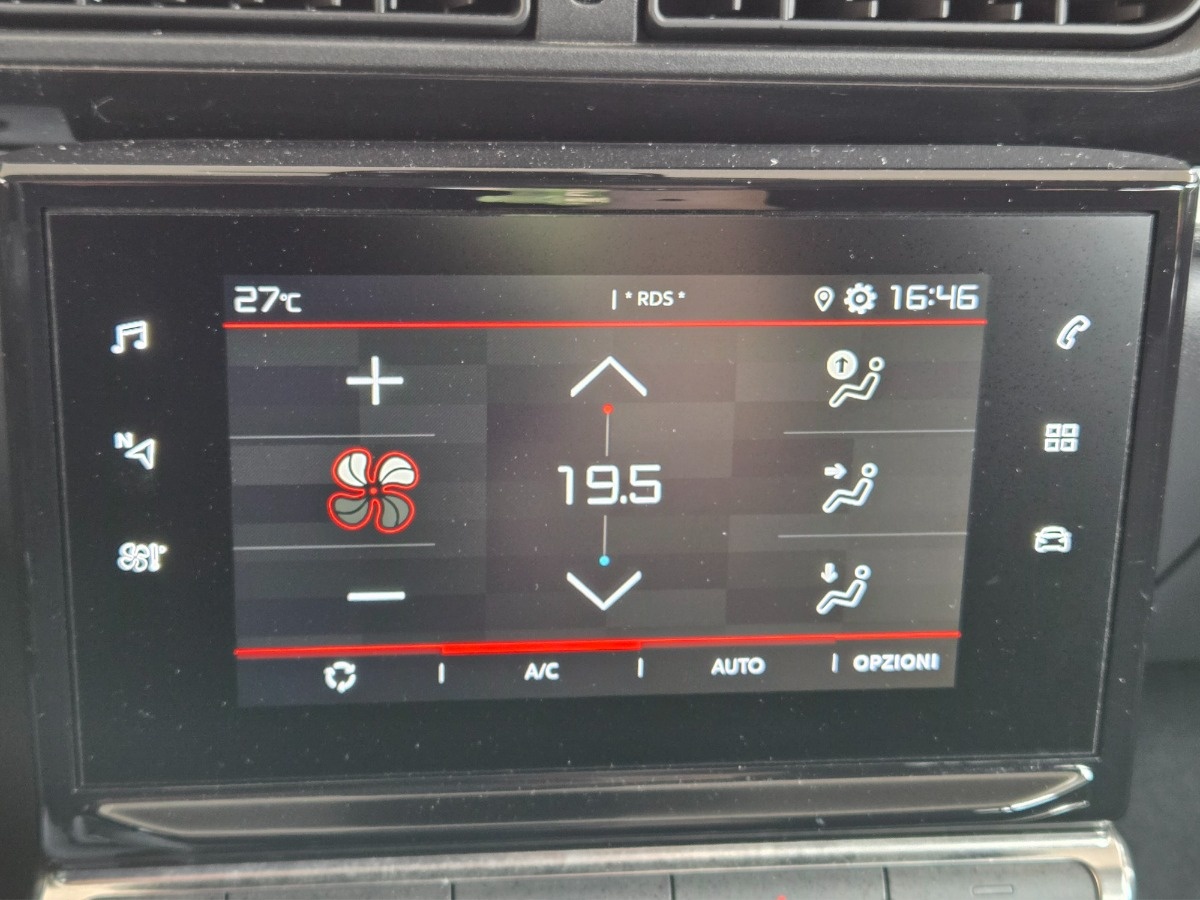 27°C | * RDS * 16:46
N
19.5
A/C | AUTO | OPZIONI